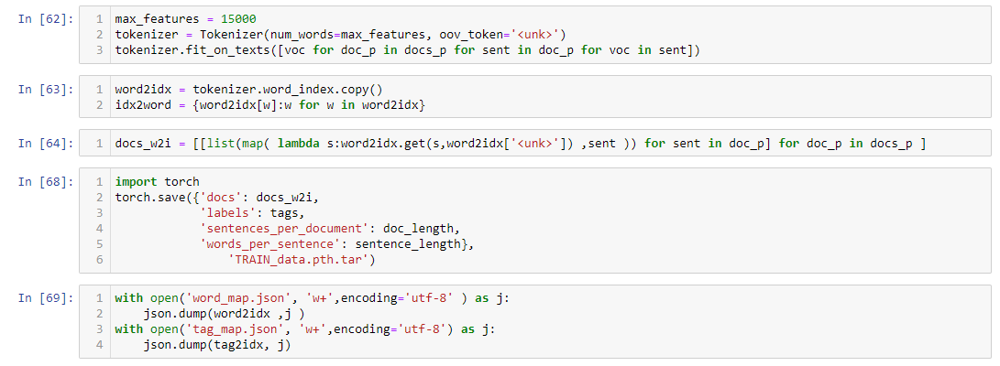 In [62]:
1 max_features = 15000
2 tokenizer = Tokenizer(num_words=max_features, oov_token='<unk>')
3 tokenizer.fit_on_texts([voc for doc_p in docs_p for sent in doc_p for voc in sent])
In [63]:
1 word2idx = tokenizer.word_index.copy()
2 idx2word = {word2idx[w]:w for w in word2idx}
In [64]:
1 docs_w2i = [[list(map( lambda s:word2idx.get(s,word2idx['<unk>']) ,sent )) for sent in doc_p] for doc_p in docs_p ]
In [68]:
1 import torch
2 torch.save({'docs': docs_w2i,
3             'labels': tags,
4             'sentences_per_document': doc_length,
5             'words_per_sentence': sentence_length},
6                 'TRAIN_data.pth.tar')
In [69]:
1 with open('word_map.json', 'w+',encoding='utf-8' ) as j:
2     json.dump(word2idx ,j )
3 with open('tag_map.json', 'w+',encoding='utf-8') as j:
4     json.dump(tag2idx, j)